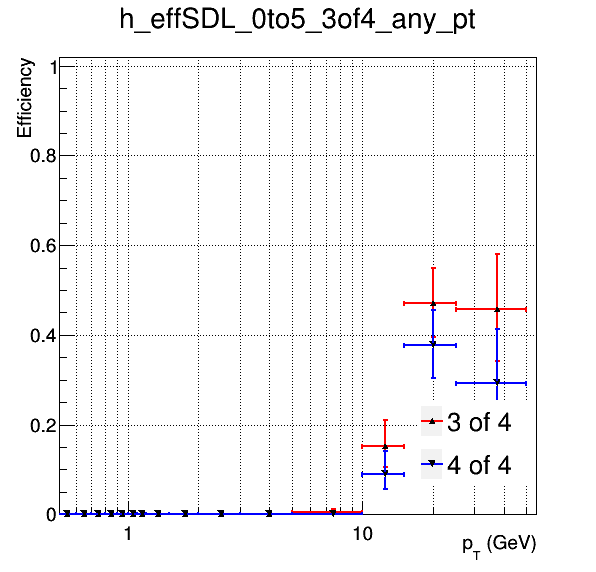 h_effSDL_0to5_3of4_any_pt
Efficiency
1
0.8
0.6
0.4
0.2
0
3 of 4
4 of 4
1
10
p_T (GeV)